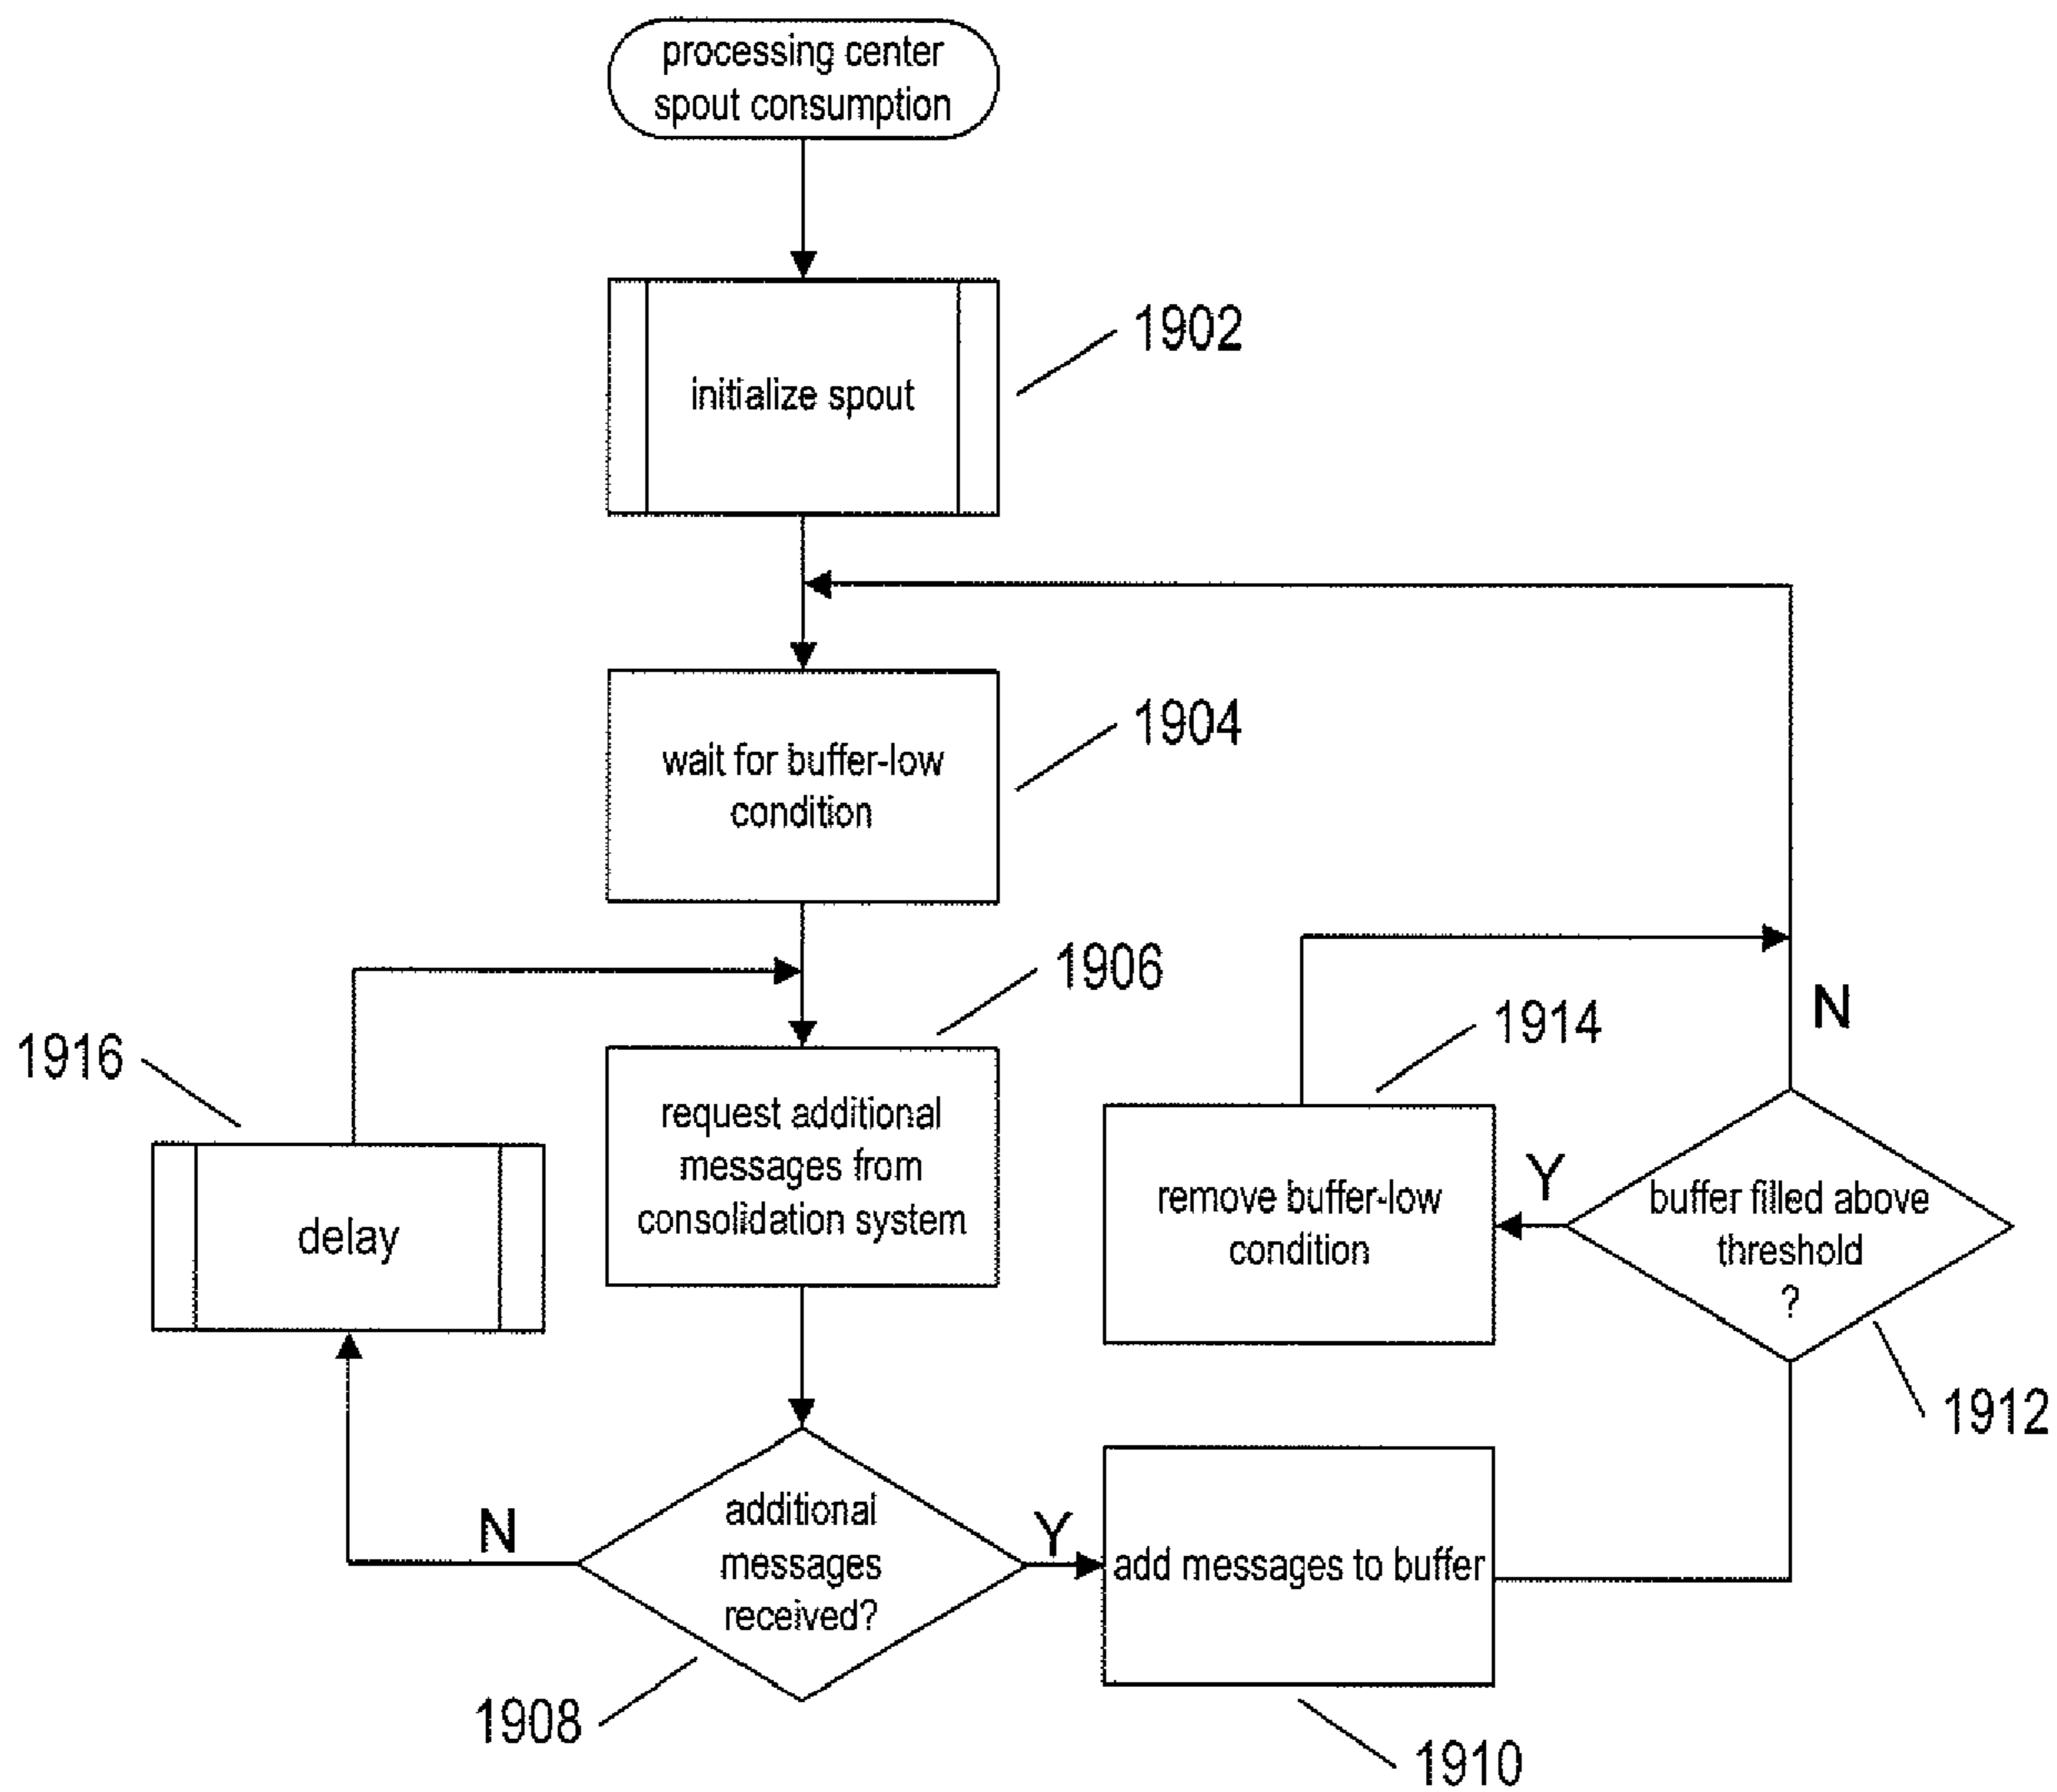 processing center
spout consumption
initialize spout
1902
wait for buffer-low
condition
1904
1906
request additional
messages from
consolidation system
1916
delay
1914
remove buffer-low
condition
N
Y
buffer filled above
threshold
?
1912
additional
messages
received?
N
Y
1908
add messages to buffer
1910